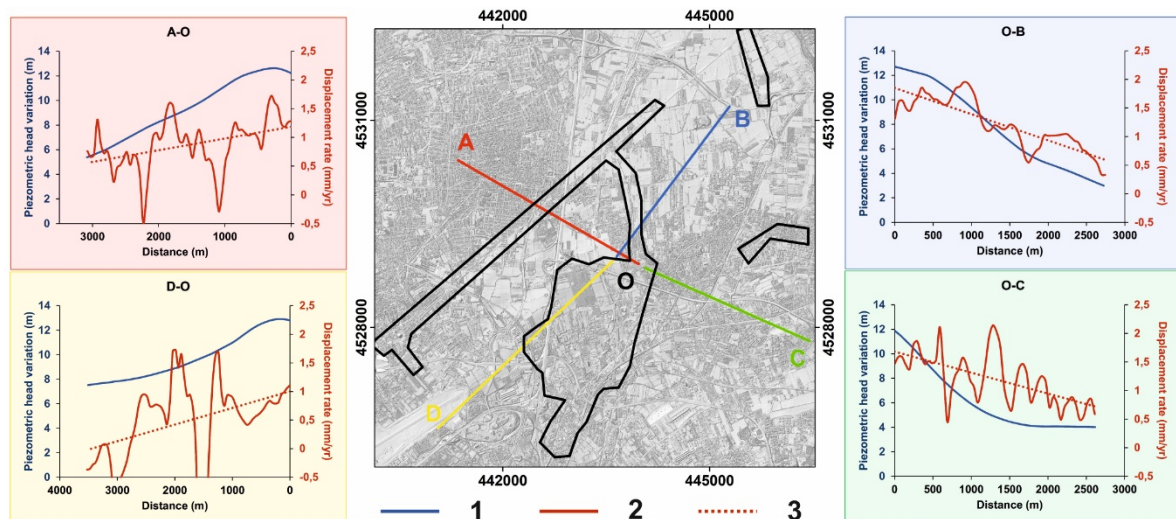 A-O
Piezometric head variation (m)
14
12
10
8
6
4
2
0
3000 2000 1000 0
Distance (m)
2,5
2
1,5
1
0,5
0
-0,5
Displacement rate (mm/yr)
D-O
Piezometric head variation (m)
14
12
10
8
6
4
2
0
4000 3000 2000 1000 0
Distance (m)
2,5
2
1,5
1
0,5
0
-0,5
Displacement rate (mm/yr)
442000 445000
4531000
4528000
A
B
O
C
D
4531000
4528000
442000 445000
1 2 3
O-B
Piezometric head variation (m)
14
12
10
8
6
4
2
0
0 500 1000 1500 2000 2500 3000
Distance (m)
2,5
2
1,5
1
0,5
0
-0,5
Displacement rate (mm/yr)
O-C
Piezometric head variation (m)
14
12
10
8
6
4
2
0
0 500 1000 1500 2000 2500 3000
Distance (m)
2,5
2
1,5
1
0,5
0
-0,5
Displacement rate (mm/yr)